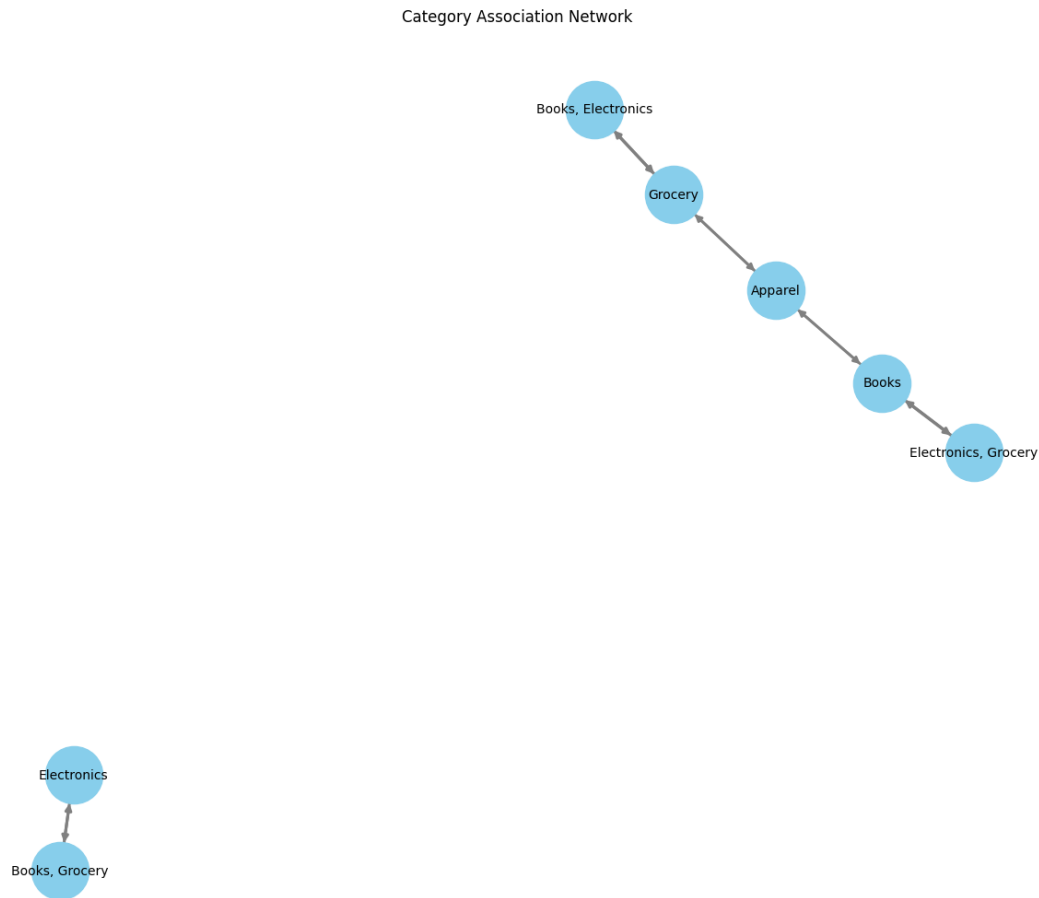 Category Association Network
Books, Electronics
Grocery
Apparel
Books
Electronics, Grocery
Electronics
Books, Grocery